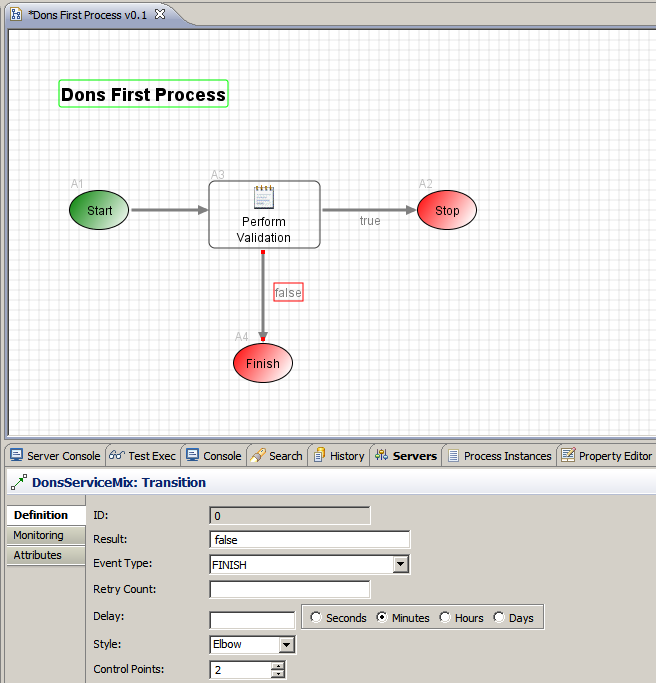 *Dons First Process v0.1
Dons First Process
A1
A3
A2
Start
Perform
Validation
Stop
true
false
A4
Finish
Server Console
Test Exec
Console
Search
History
Servers
Process Instances
Property Editor
DonsServiceMix: Transition
Definition
Monitoring
Attributes
ID:
0
Result:
false
Event Type:
FINISH
Retry Count:
Delay:
Seconds
Minutes
Hours
Days
Style:
Elbow
Control Points:
2